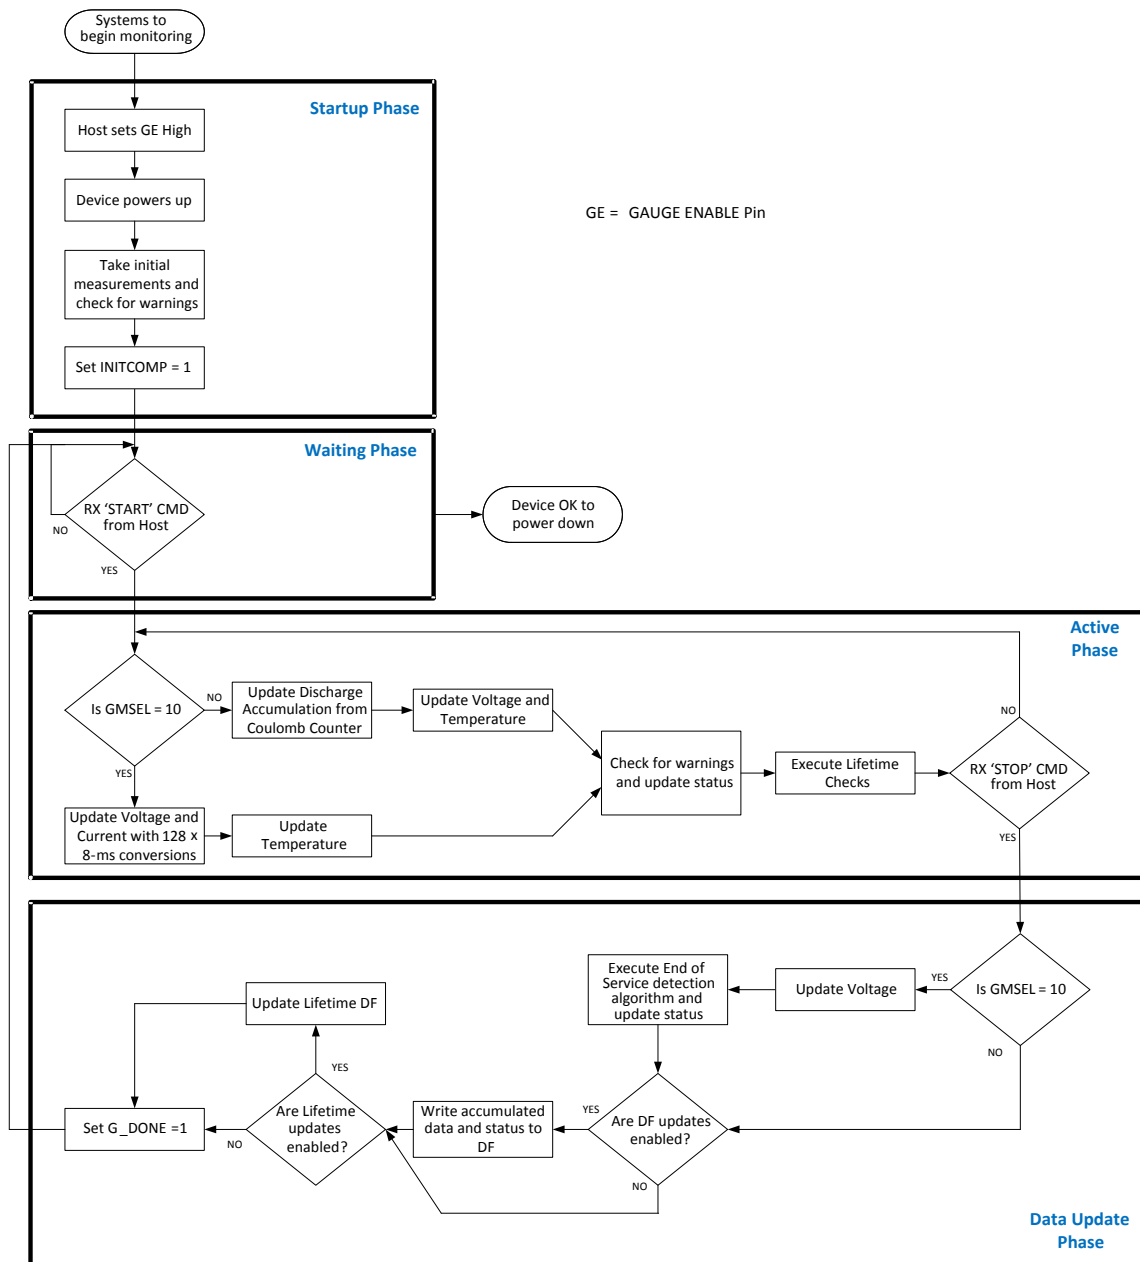 Systems to
begin monitoring
Startup Phase
Host sets GE High
Device powers up
GE = GAUGE ENABLE Pin
Take initial
measurements and
check for warnings
Set INITCOMP = 1
Waiting Phase
RX ‘START’ CMD
from Host
NO
YES
Device OK to
power down
Active
Phase
Is GMSEL = 10
NO
YES
Update Discharge
Accumulation from
Coulomb Counter
Update Voltage and
Temperature
Check for warnings
and update status
Execute Lifetime
Checks
NO
RX ‘STOP’ CMD
from Host
YES
Update Voltage and
Current with 128 x
8-ms conversions
Update
Temperature
Is GMSEL = 10
YES
NO
Update Voltage
Execute End of
Service detection
algorithm and
update status
Update Lifetime DF
YES
Are DF updates
enabled?
YES
NO
Write accumulated
data and status to
DF
Are Lifetime
updates
enabled?
NO
Set G_DONE =1
Data Update
Phase